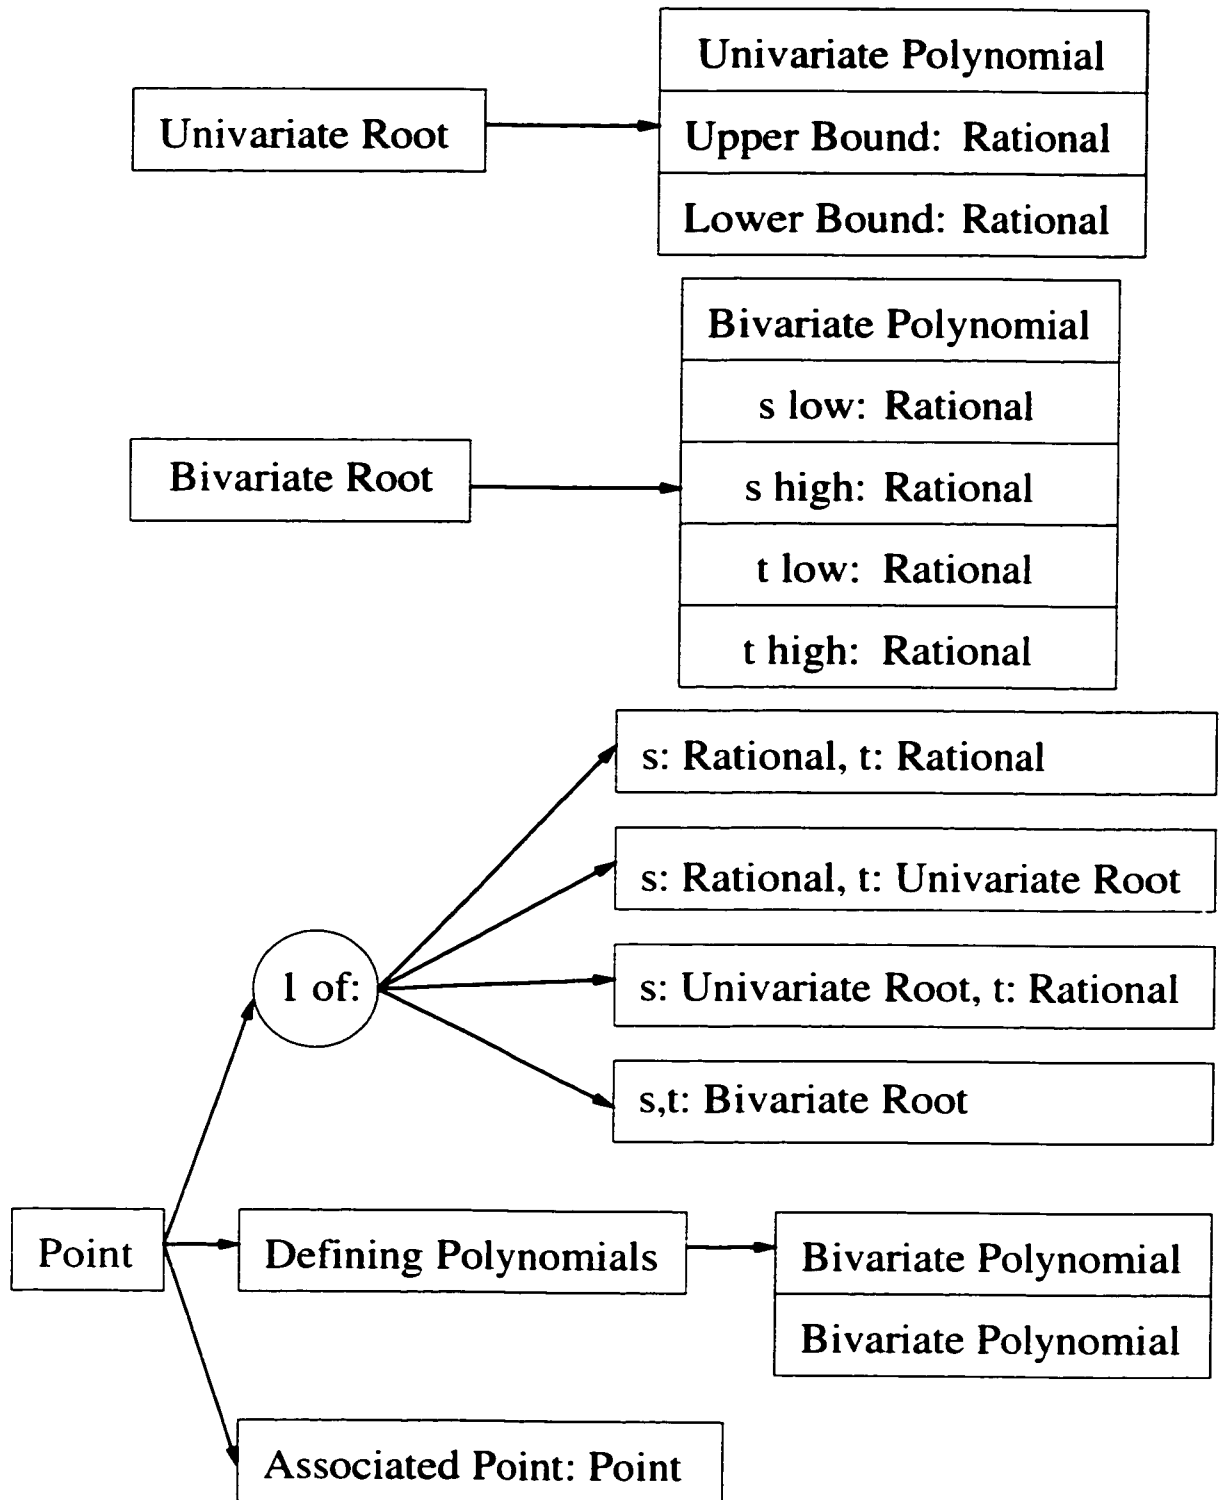 Univariate Root
Univariate Polynomial
Upper Bound: Rational
Lower Bound: Rational
Bivariate Root
Bivariate Polynomial
s low: Rational
s high: Rational
t low: Rational
t high: Rational
Point
1 of:
s: Rational, t: Rational
s: Rational, t: Univariate Root
s: Univariate Root, t: Rational
s,t: Bivariate Root
Defining Polynomials
Bivariate Polynomial
Bivariate Polynomial
Associated Point: Point